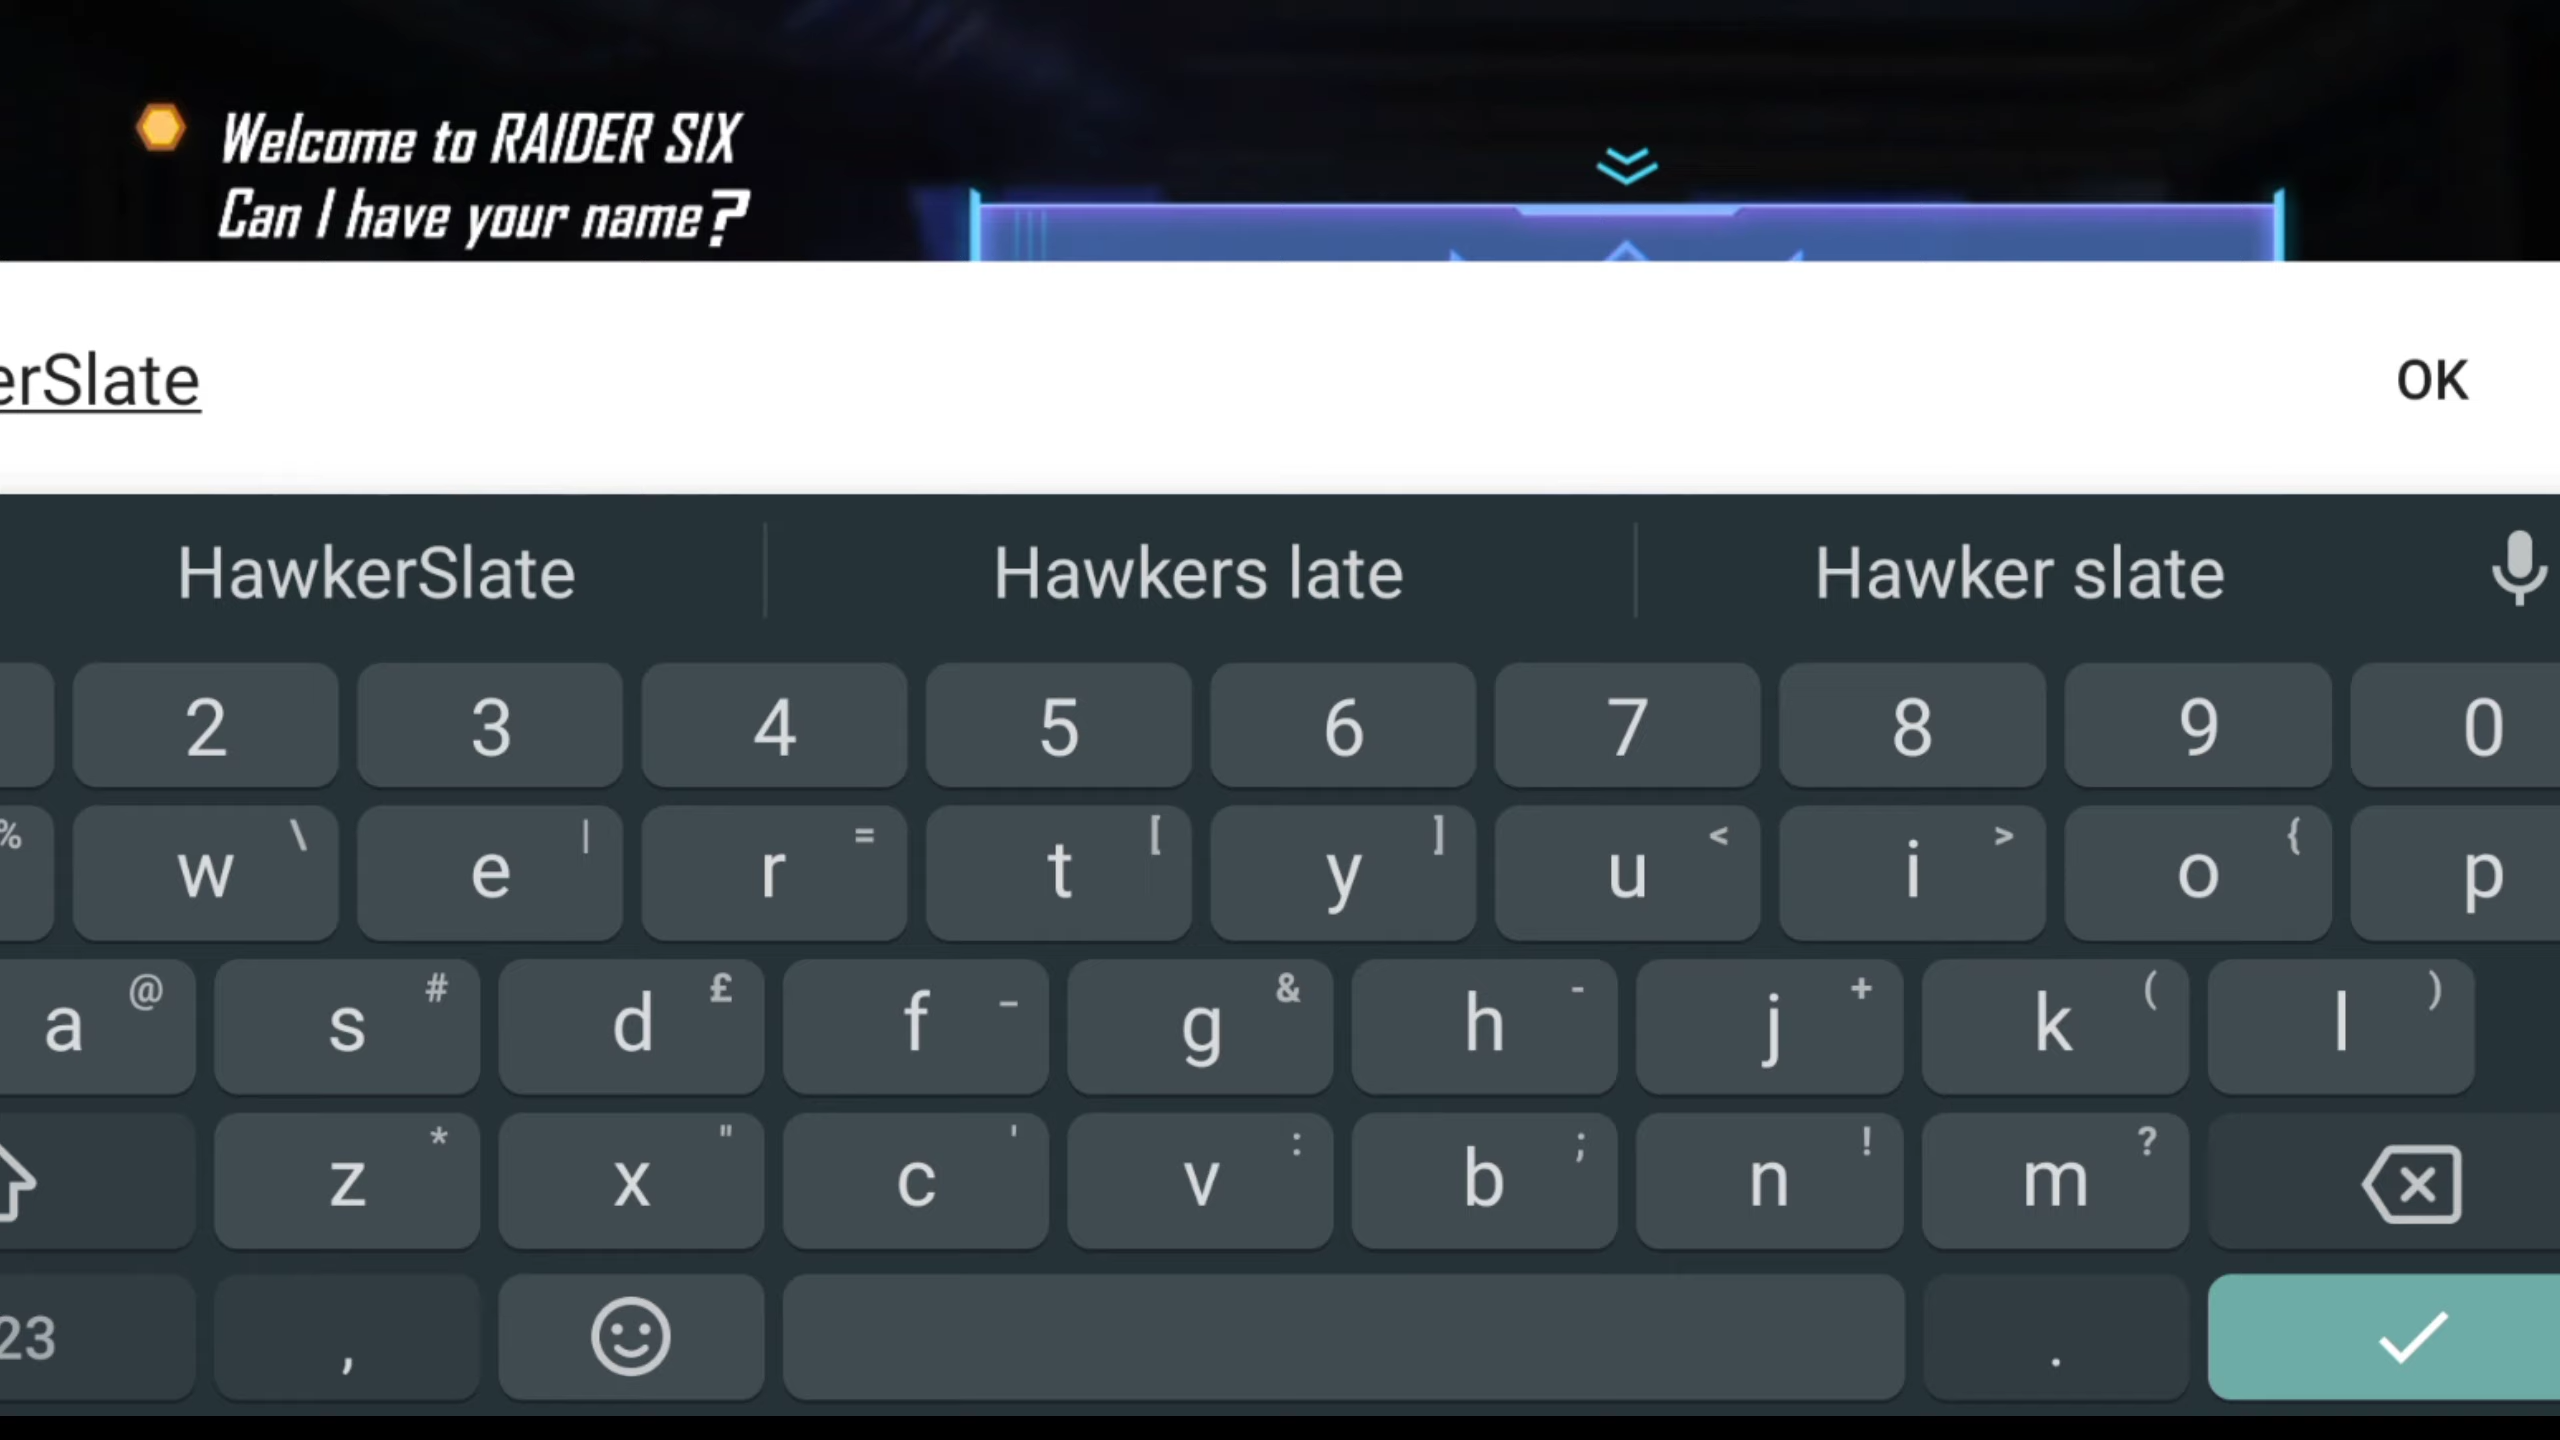 Welcome to RAIDER SIX
Can I have your name?
erSlate OK
HawkerSlate Hawkers late Hawker slate
2 3 4 5 6 7 8 9 0
% w \ e | r = t [ y ] u < i > o { p
a @ s # d £ f _ g & h - j + k ( l )
z * x " c ' v : b ; n ! m ?
23 , .